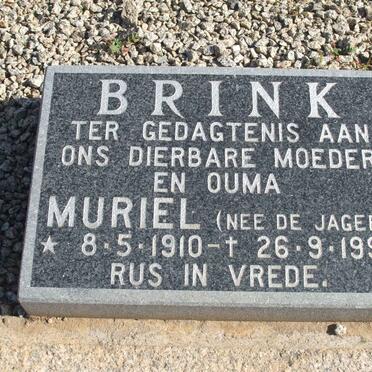 BRINK
TER GEDAGTENIS AAN
ONS DIERBARE MOEDER
EN OUMA
MURIEL (NEE DE JAGE
★ 8·5·1910-† 26·9·199
RUS IN VREDE.